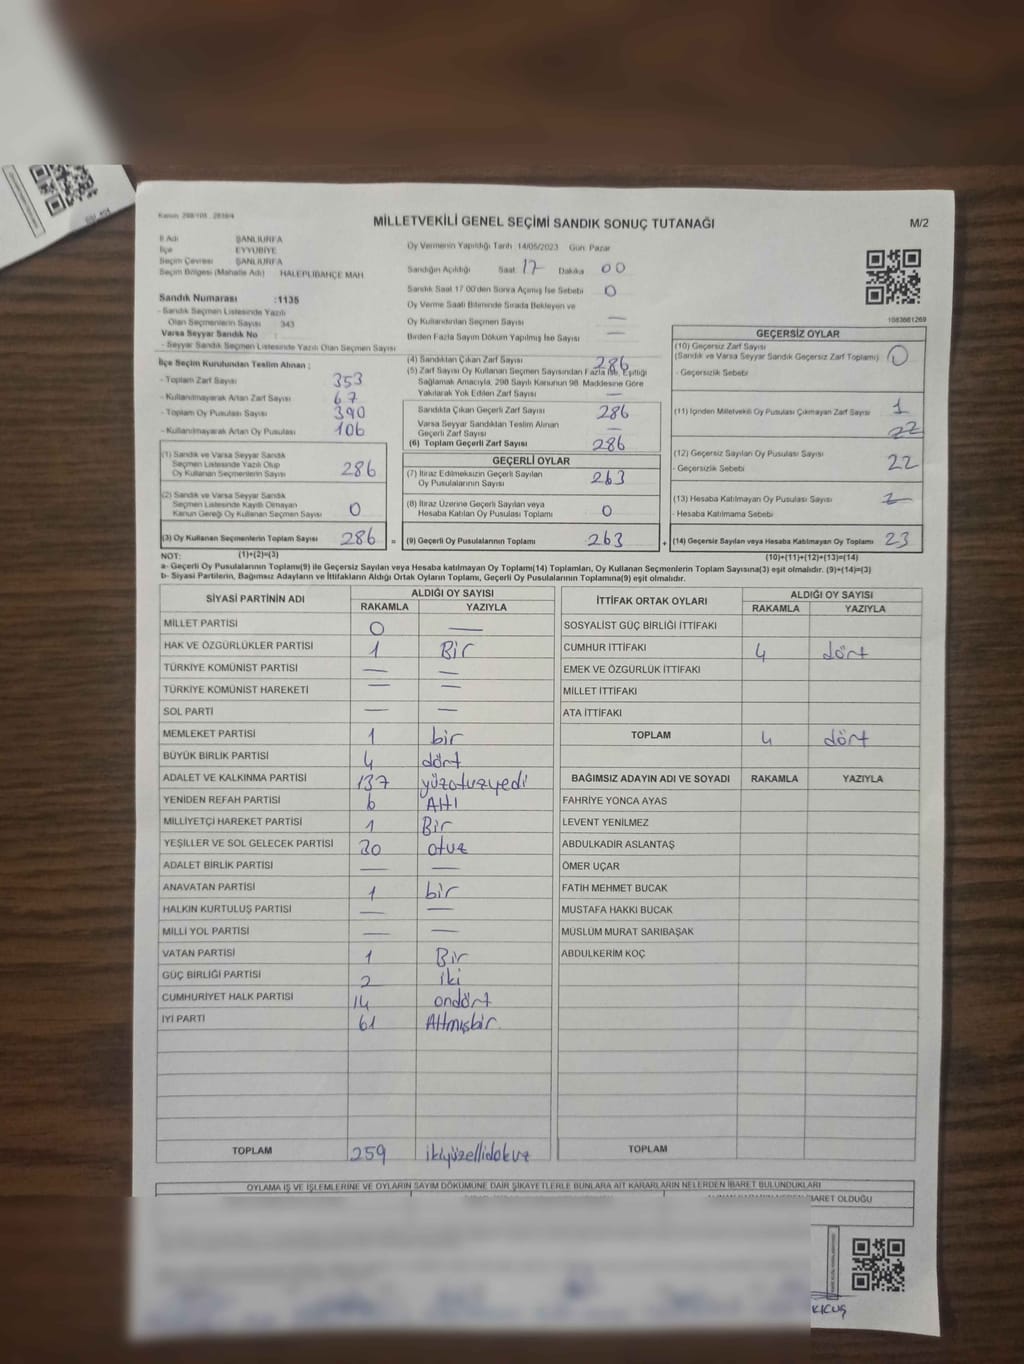 Kanun: 298/105 , 2839/4
MİLLETVEKİLİ GENEL SEÇİMİ SANDIK SONUÇ TUTANAĞI
M/2
İl Adı ŞANLIURFA
İlçe EYYÜBİYE
Seçim Çevresi ŞANLIURFA
Seçim Bölgesi (Mahalle Adı) HALEPLİBAHÇE MAH
Sandık Numarası :1135
- Sandık Seçmen Listesinde Yazılı
Olan Seçmenlerin Sayısı 343
Varsa Seyyar Sandık No :
- Seyyar Sandık Seçmen Listesinde Yazılı Olan Seçmen Sayısı
Oy Vermenin Yapıldığı Tarih 14/05/2023 Gün: Pazar
Sandığın Açıldığı Saat 17 Dakika 00
Sandık Saat 17 00'den Sonra Açılmış İse Sebebi 0
Oy Verme Saati Bitiminde Sırada Bekleyen ve
Oy Kullandırılan Seçmen Sayısı —
Birden Fazla Sayım Döküm Yapılmış İse Sayısı —
1083681269
İlçe Seçim Kurulundan Teslim Alınan :
- Toplam Zarf Sayısı 353
- Kullanılmayarak Artan Zarf Sayısı 67
- Toplam Oy Pusulası Sayısı 390
- Kullanılmayarak Artan Oy Pusulası 106
(1) Sandık ve Varsa Seyyar Sandık
Seçmen Listesinde Yazılı Olup
Oy Kullanan Seçmenlerin Sayısı 286
(2) Sandık ve Varsa Seyyar Sandık
Seçmen Listesinde Kayıtlı Olmayan
Kanun Gereği Oy Kullanan Seçmen Sayısı 0
(3) Oy Kullanan Seçmenlerin Toplam Sayısı 286 =
(4) Sandıktan Çıkan Zarf Sayısı 286
(5) Zarf Sayısı Oy Kullanan Seçmen Sayısından Fazla İse, Eşitliği
Sağlamak Amacıyla, 298 Sayılı Kanunun 98. Maddesine Göre
Yakılarak Yok Edilen Zarf Sayısı —
Sandıkta Çıkan Geçerli Zarf Sayısı 286
Varsa Seyyar Sandıktan Teslim Alınan
Geçerli Zarf Sayısı —
(6) Toplam Geçerli Zarf Sayısı 286
GEÇERLİ OYLAR
(7) İtiraz Edilmeksizin Geçerli Sayılan
Oy Pusulalarının Sayısı 263
(8) İtiraz Üzerine Geçerli Sayılan veya
Hesaba Katılan Oy Pusulası Toplamı 0
(9) Geçerli Oy Pusulalarının Toplamı 263 +
GEÇERSİZ OYLAR
(10) Geçersiz Zarf Sayısı
(Sandık ve Varsa Seyyar Sandık Geçersiz Zarf Toplamı) 0
- Geçersizlik Sebebi
(11) İçinden Milletvekili Oy Pusulası Çıkmayan Zarf Sayısı 1
22
(12) Geçersiz Sayılan Oy Pusulası Sayısı 22
- Geçersizlik Sebebi
(13) Hesaba Katılmayan Oy Pusulası Sayısı
- Hesaba Katılmama Sebebi
(14) Geçersiz Sayılan veya Hesaba Katılmayan Oy Toplamı 23
NOT: (1)+(2)=(3)
(10)+(11)+(12)+(13)=(14)
a- Geçerli Oy Pusulalarının Toplamı(9) ile Geçersiz Sayılan veya Hesaba katılmayan Oy Toplamı(14) Toplamları, Oy Kullanan Seçmenlerin Toplam Sayısına(3) eşit olmalıdır. (9)+(14)=(3)
b- Siyasi Partilerin, Bağımsız Adayların ve İttifakların Aldığı Ortak Oyların Toplamı, Geçerli Oy Pusulalarının Toplamına(9) eşit olmalıdır.
SİYASİ PARTİNİN ADI ALDIĞI OY SAYISI
RAKAMLA YAZIYLA
MİLLET PARTİSİ 0 —
HAK VE ÖZGÜRLÜKLER PARTİSİ 1 Bir
TÜRKİYE KOMÜNİST PARTİSİ — —
TÜRKİYE KOMÜNİST HAREKETİ — —
SOL PARTİ — —
MEMLEKET PARTİSİ 1 bir
BÜYÜK BİRLİK PARTİSİ 4 dört
ADALET VE KALKINMA PARTİSİ 137 yüzotuzyedi
YENİDEN REFAH PARTİSİ 6 Altı
MİLLİYETÇİ HAREKET PARTİSİ 1 Bir
YEŞİLLER VE SOL GELECEK PARTİSİ 30 otuz
ADALET BİRLİK PARTİSİ — —
ANAVATAN PARTİSİ 1 bir
HALKIN KURTULUŞ PARTİSİ — —
MİLLİ YOL PARTİSİ — —
VATAN PARTİSİ 1 Bir
GÜÇ BİRLİĞİ PARTİSİ 2 iki
CUMHURİYET HALK PARTİSİ 14 ondört
İYİ PARTİ 61 Altmışbir
TOPLAM 259 ikiyüzellidokuz
İTTİFAK ORTAK OYLARI ALDIĞI OY SAYISI
RAKAMLA YAZIYLA
SOSYALİST GÜÇ BİRLİĞİ İTTİFAKI
CUMHUR İTTİFAKI 4 dört
EMEK VE ÖZGÜRLÜK İTTİFAKI
MİLLET İTTİFAKI
ATA İTTİFAKI
TOPLAM 4 dört
BAĞIMSIZ ADAYIN ADI VE SOYADI RAKAMLA YAZIYLA
FAHRİYE YONCA AYAS
LEVENT YENİLMEZ
ABDULKADİR ASLANTAŞ
ÖMER UÇAR
FATİH MEHMET BUCAK
MUSTAFA HAKKI BUCAK
MÜSLÜM MURAT SARIBAŞAK
ABDULKERİM KOÇ
TOPLAM
OYLAMA İŞ VE İŞLEMLERİNE VE OYLARIN SAYIM DÖKÜMÜNE DAİR ŞİKAYETLERLE BUNLARA AİT KARARLARIN NELERDEN İBARET BULUNDUKLARI
İBARET OLDUĞU